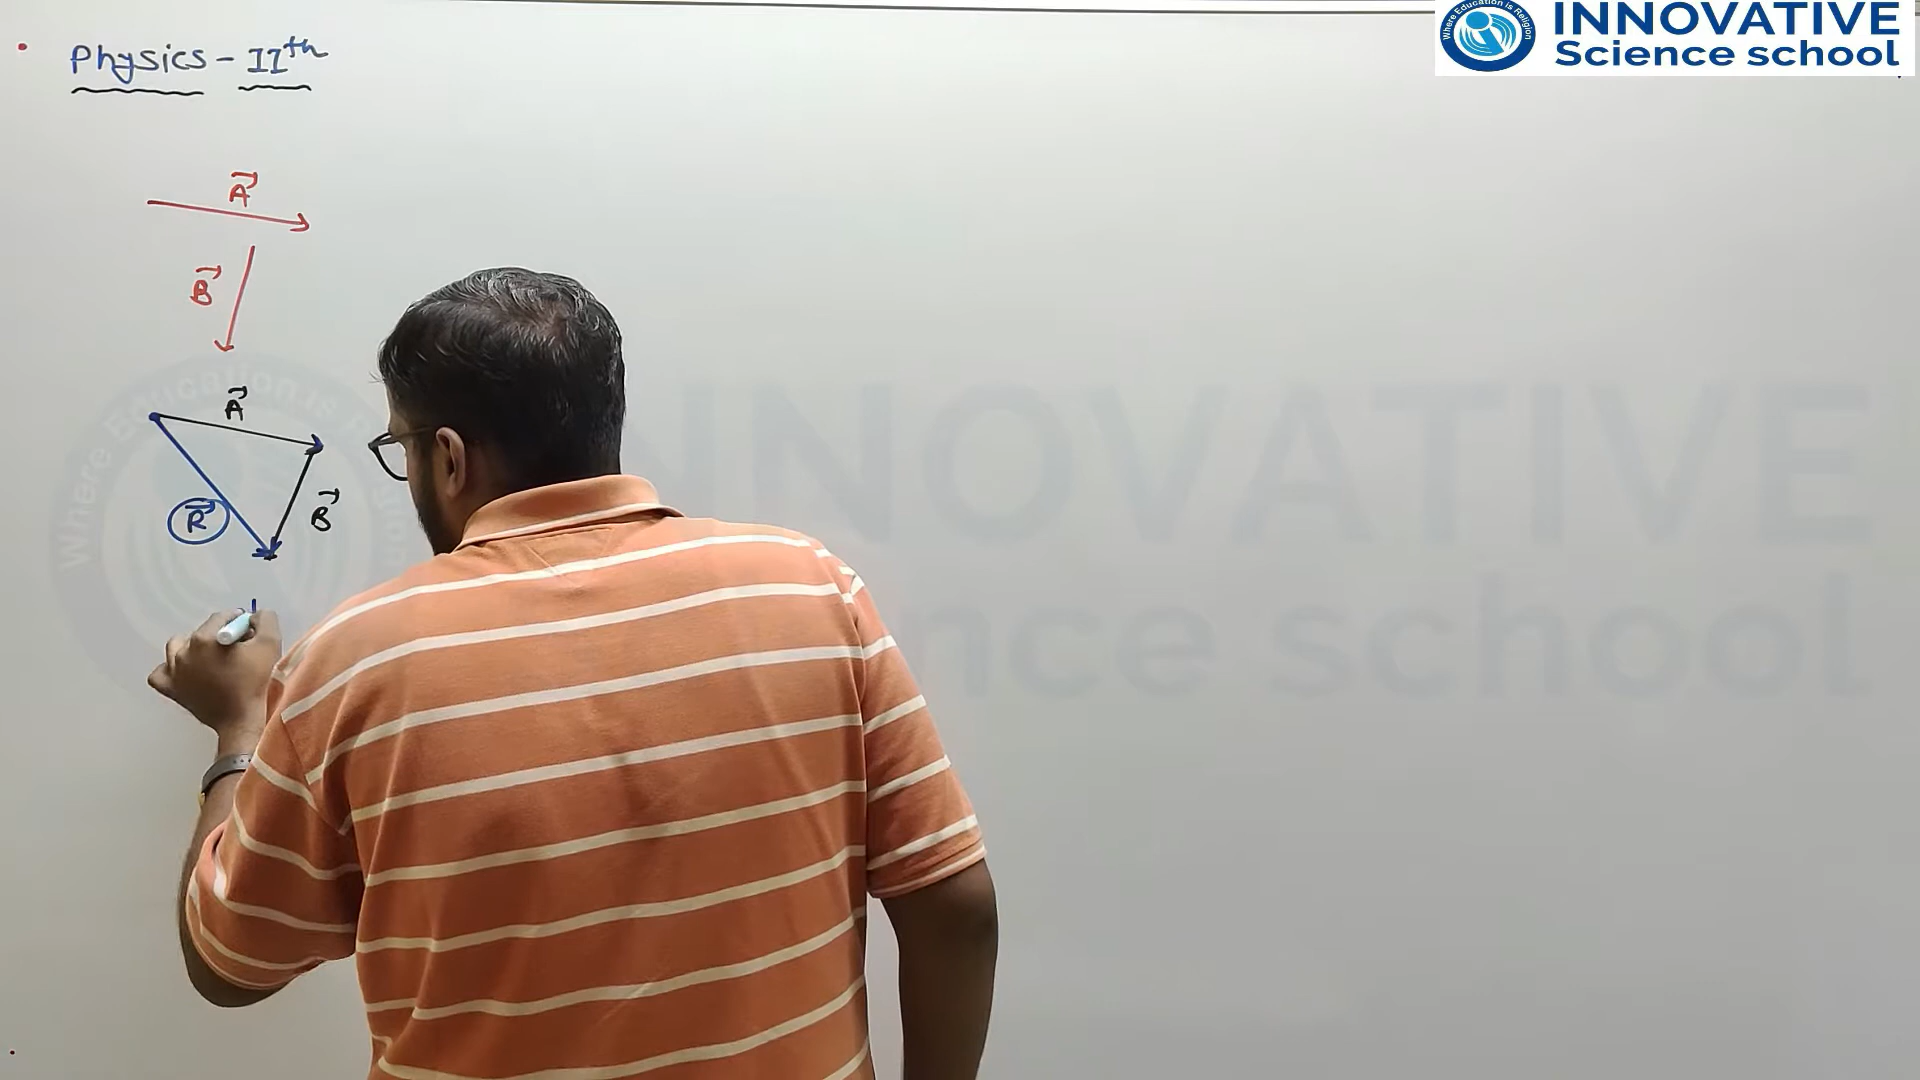 Where Education is Religion
INNOVATIVE
Science school
Physics - 11th
A
B
A
R
B
INNOVATIVE
Science school